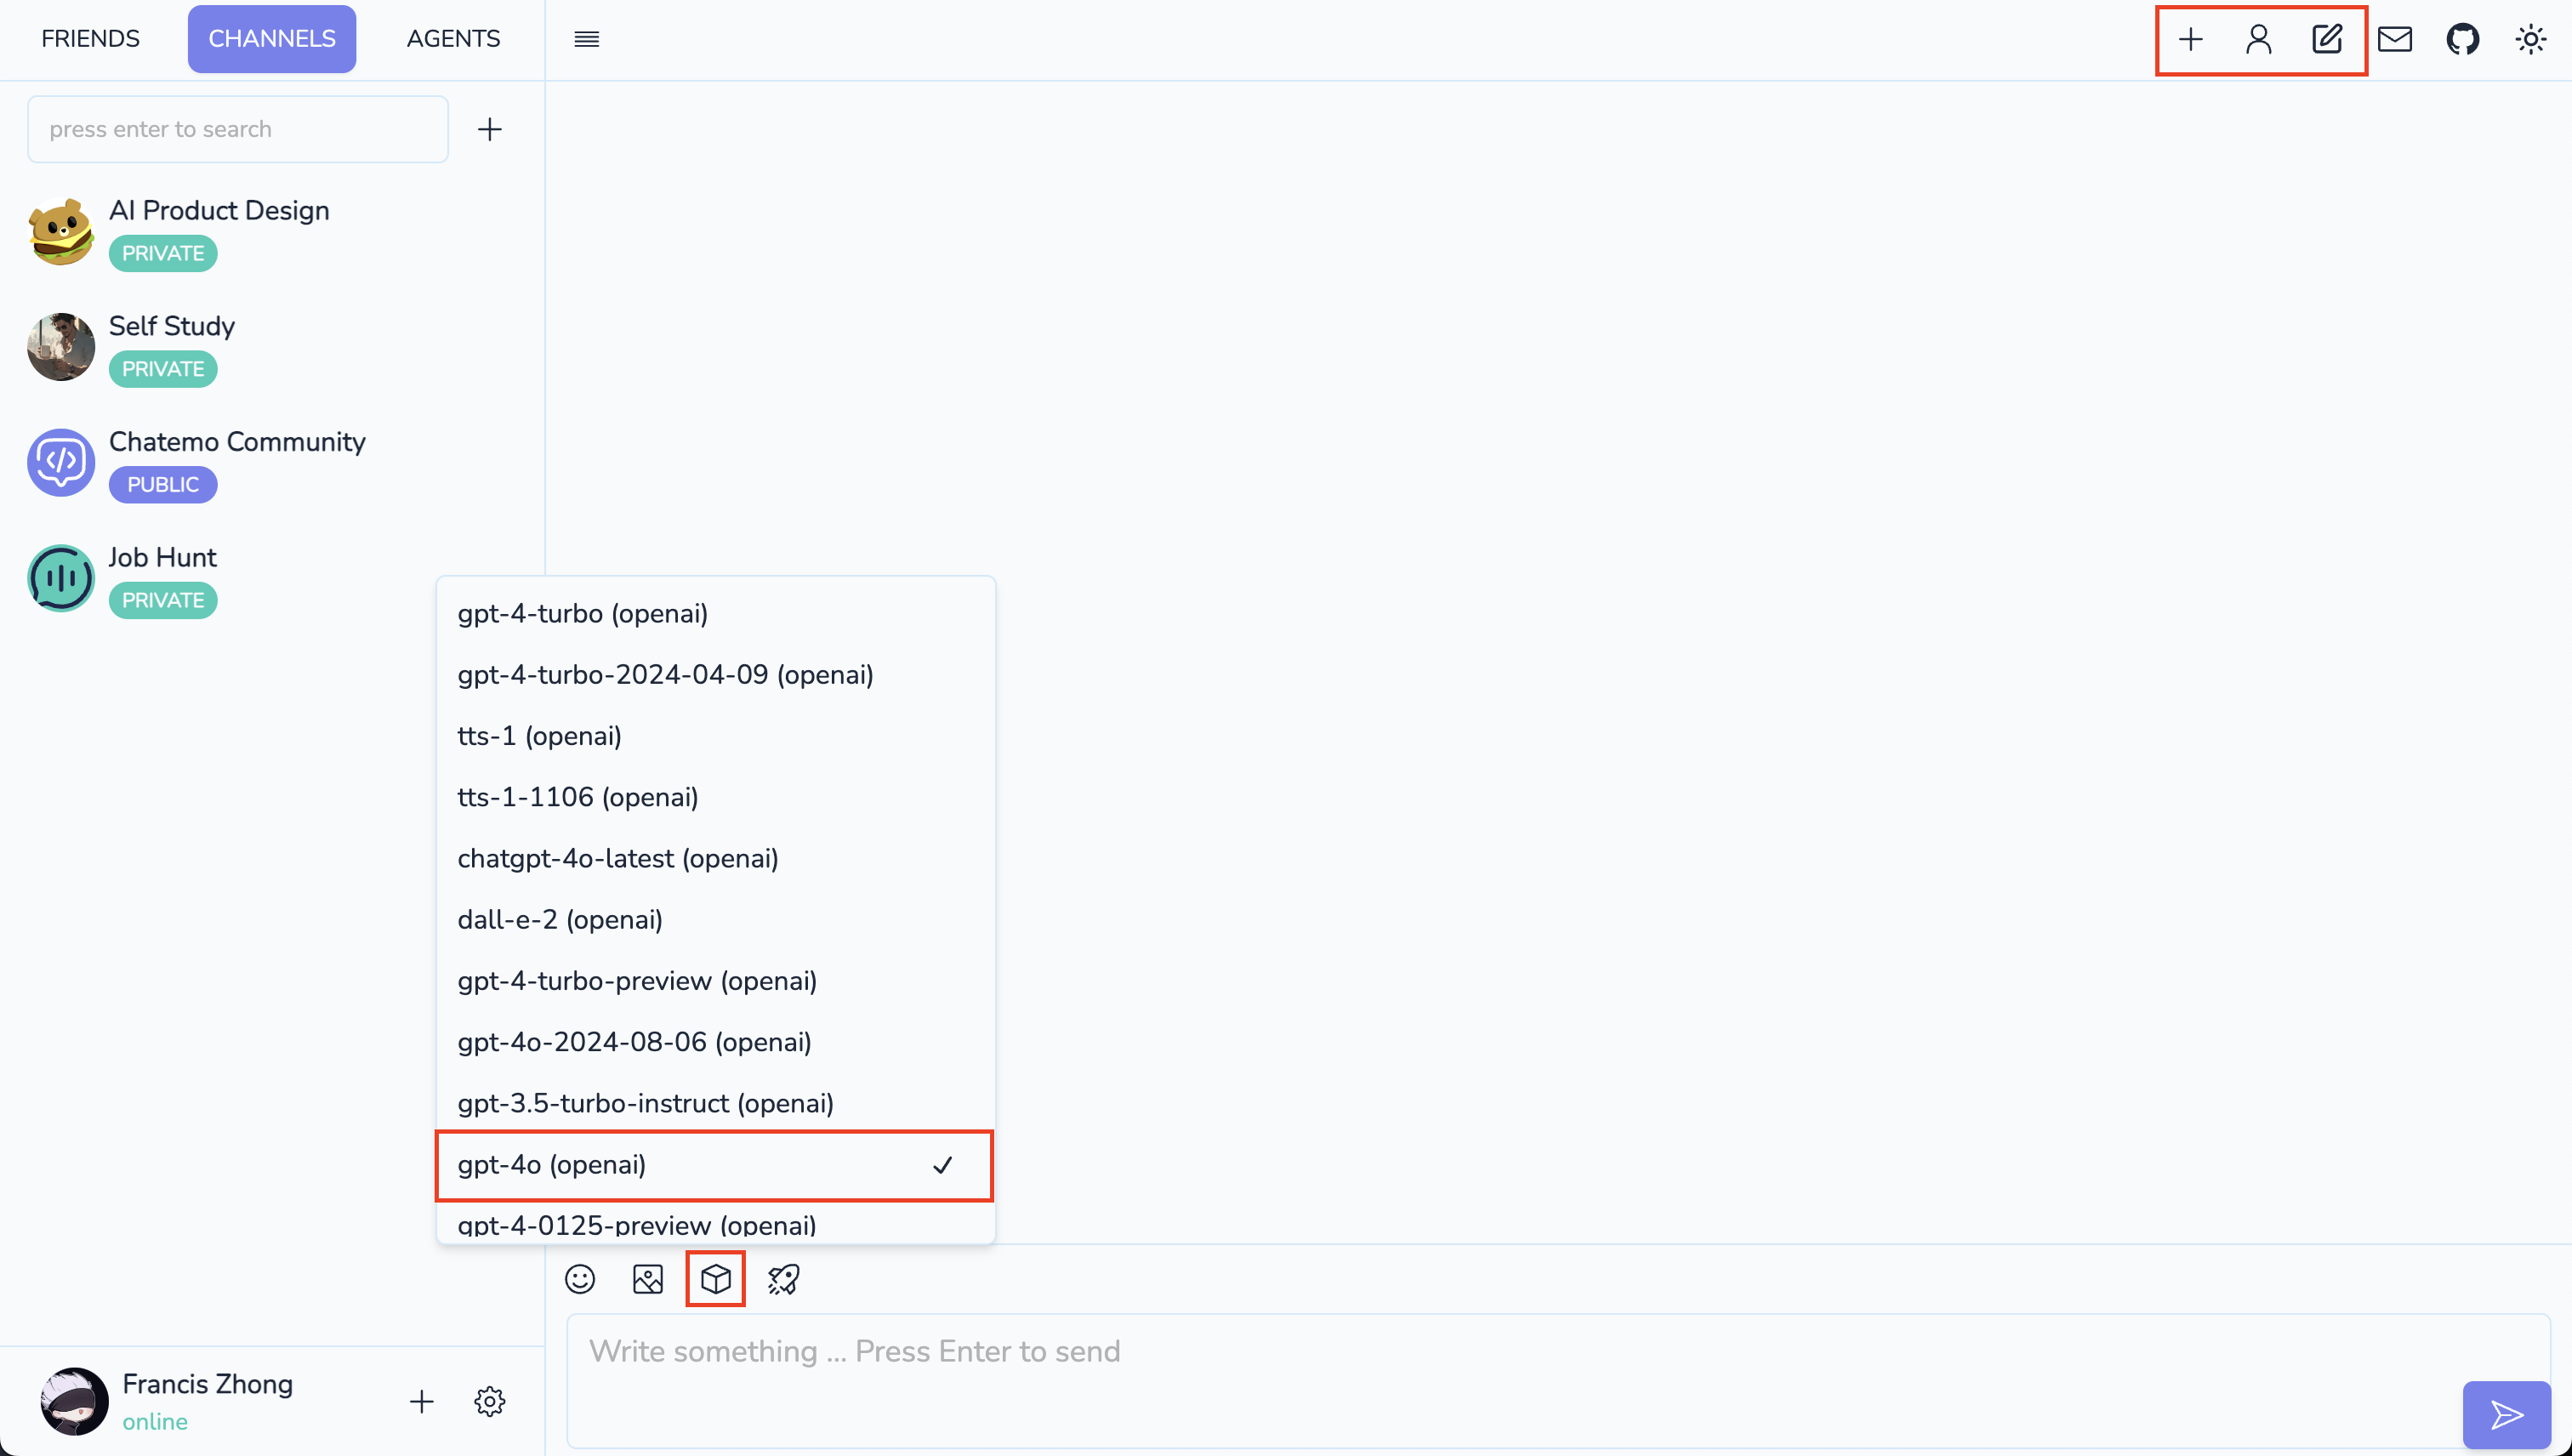 FRIENDS
CHANNELS
AGENTS
press enter to search
AI Product Design
PRIVATE
Self Study
PRIVATE
Chatemo Community
PUBLIC
Job Hunt
PRIVATE
gpt-4-turbo (openai)
gpt-4-turbo-2024-04-09 (openai)
tts-1 (openai)
tts-1-1106 (openai)
chatgpt-4o-latest (openai)
dall-e-2 (openai)
gpt-4-turbo-preview (openai)
gpt-4o-2024-08-06 (openai)
gpt-3.5-turbo-instruct (openai)
gpt-4o (openai)
gpt-4-0125-preview (openai)
Write something ... Press Enter to send
Francis Zhong
online